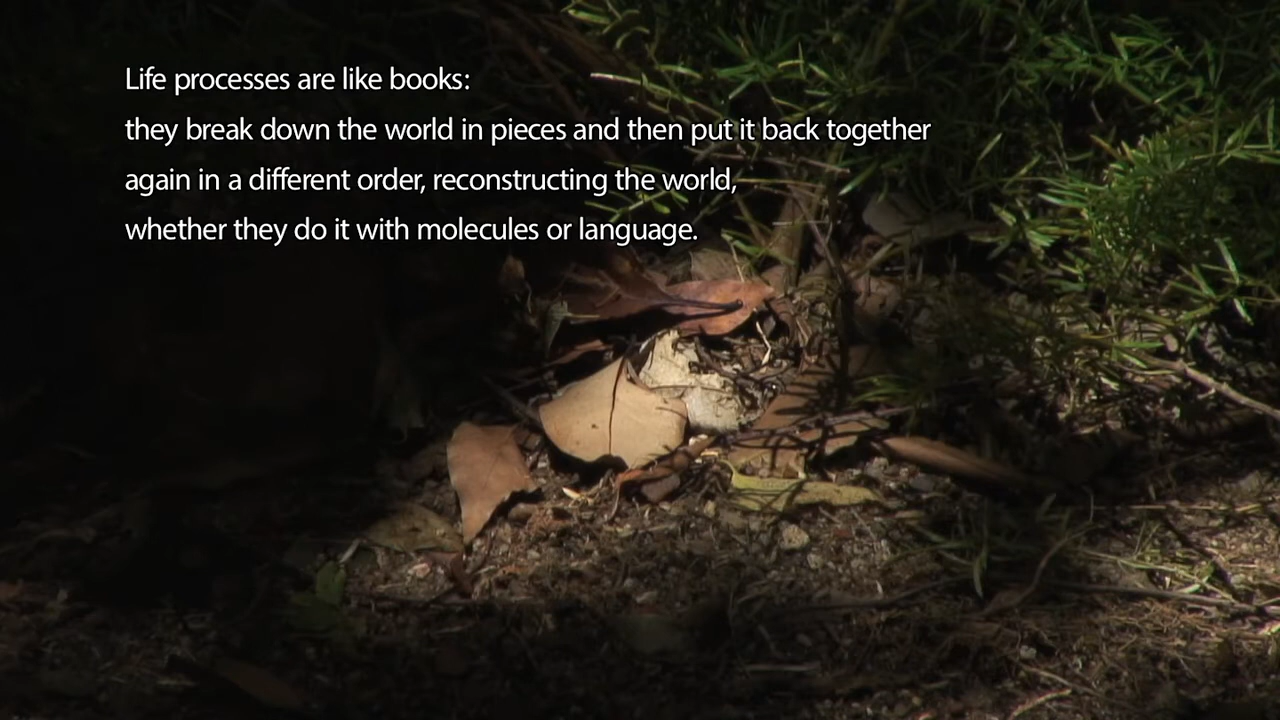 Life processes are like books:
they break down the world in pieces and then put it back together
again in a different order, reconstructing the world,
whether they do it with molecules or language.